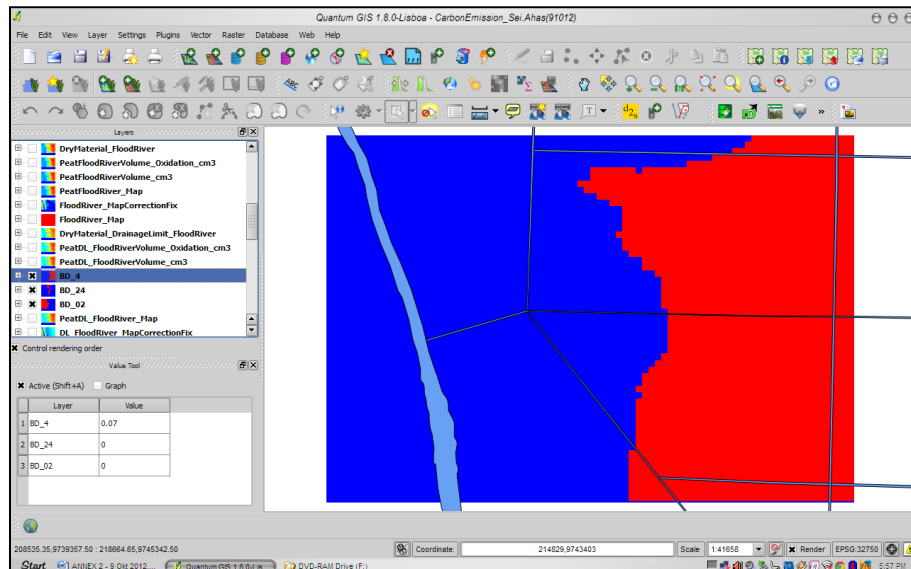 Quantum GIS 1.8.0-Lisboa - CarbonEmission_Sei.Ahas(91012)
File Edit View Layer Settings Plugins Vector Raster Database Web Help
Layers
DryMaterial_FloodRiver
PeatFloodRiverVolume_Oxidation_cm3
PeatFloodRiverVolume_cm3
PeatFloodRiver_Map
FloodRiver_MapCorrectionFix
FloodRiver_Map
DryMaterial_DrainageLimit_FloodRiver
PeatDL_FloodRiverVolume_Oxidation_cm3
PeatDL_FloodRiverVolume_cm3
BD_4
BD_24
BD_02
PeatDL_FloodRiver_Map
DL_FloodRiver_MapCorrectionFix
Control rendering order
Value Tool
Active (Shift+A) Graph
Layer Value
1 BD_4 0.07
2 BD_24 0
3 BD_02 0
208535.35,9739357.50 : 218664.65,9745342.50 Coordinate: 214829,9743403 Scale 1:41658 Render EPSG:32750
Start ANNEX 2 - 9 Okt 2012... Quantum GIS 1.8.0-Lis... DVD-RAM Drive (F:) 5:57 PM